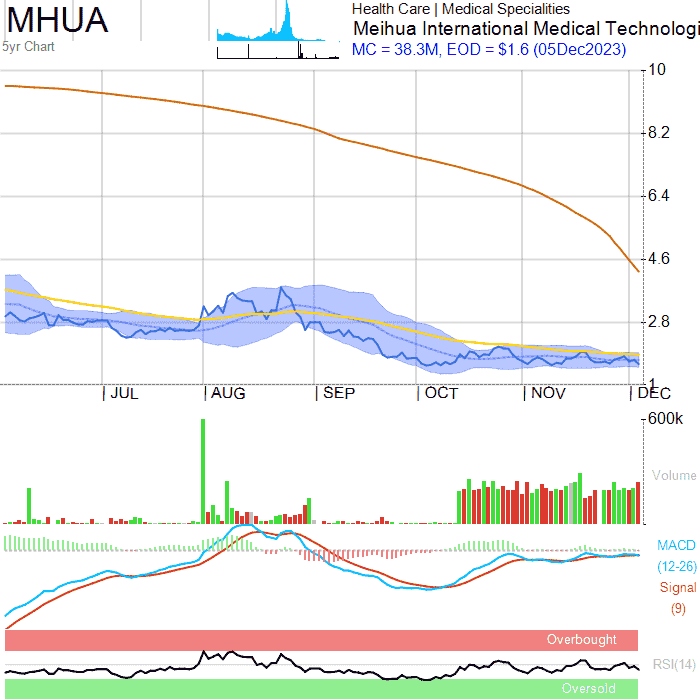 MHUA
5yr Chart
Health Care | Medical Specialities
Meihua International Medical Technologi
MC = 38.3M, EOD = $1.6 (05Dec2023)
10
8.2
6.4
4.6
2.8
1
JUL AUG SEP OCT NOV DEC
600k
Volume
MACD
(12-26)
Signal
(9)
Overbought
RSI(14)
Oversold